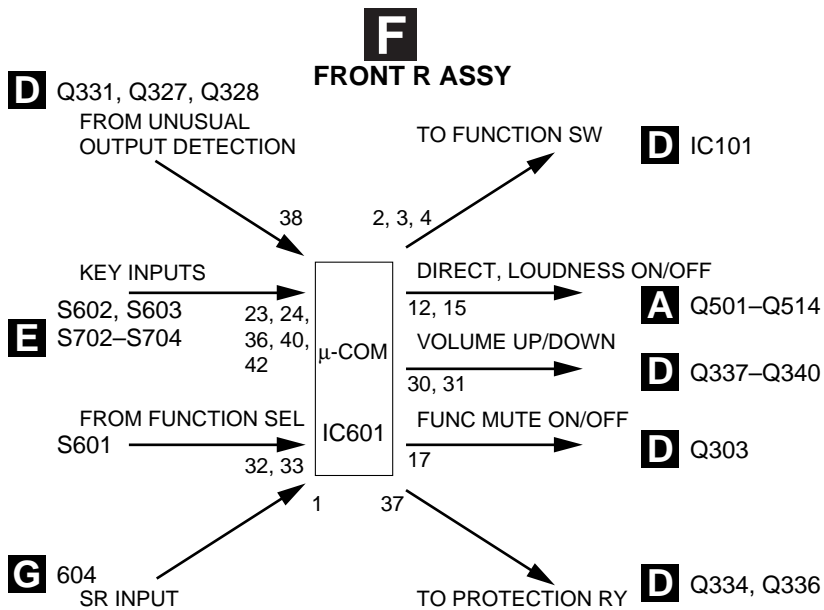 F
FRONT R ASSY
D Q331, Q327, Q328
FROM UNUSUAL
OUTPUT DETECTION
38
TO FUNCTION SW
D IC101
2, 3, 4
KEY INPUTS
S602, S603
E S702–S704
23, 24,
36, 40,
42
DIRECT, LOUDNESS ON/OFF
12, 15
A Q501–Q514
VOLUME UP/DOWN
30, 31
D Q337–Q340
μ-COM
IC601
FROM FUNCTION SEL
S601
32, 33
FUNC MUTE ON/OFF
17
D Q303
1
37
G 604
SR INPUT
TO PROTECTION RY
D Q334, Q336